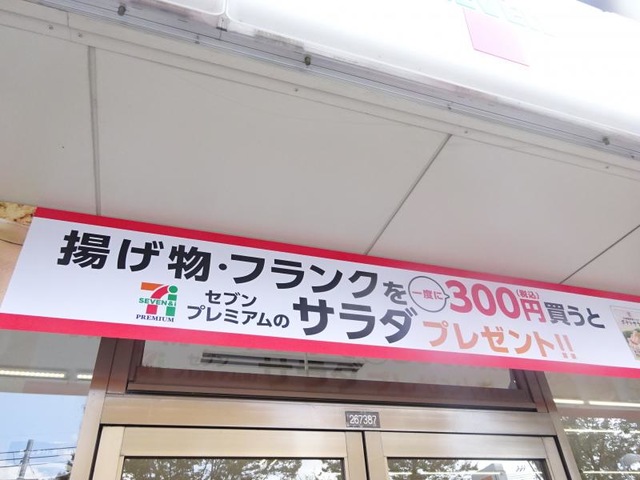 揚げ物・フランクを一度に300円(税込)買うと
7i
SEVEN&i
PREMIUM
セブン
プレミアムの
サラダプレゼント!!
267387